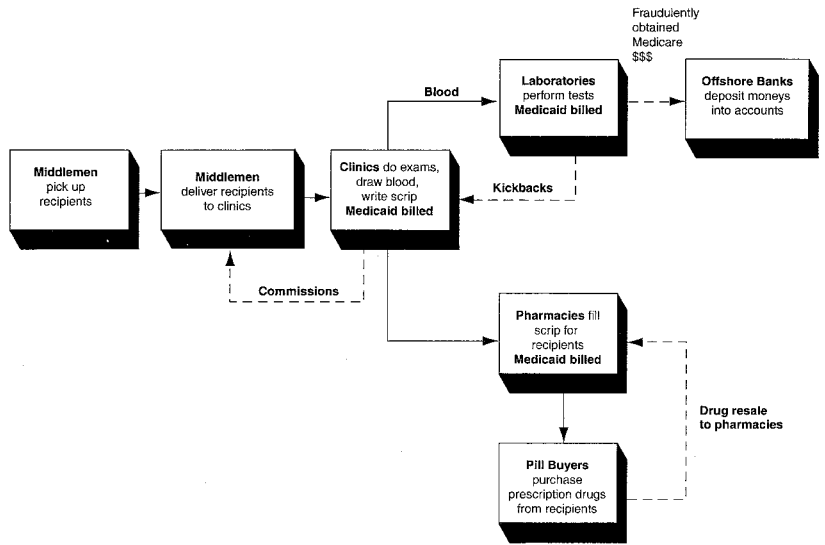 Fraudulently
obtained
Medicare
$$$
Laboratories
perform tests
Medicaid billed
Offshore Banks
deposit moneys
into accounts
Blood
Middlemen
pick up
recipients
Middlemen
deliver recipients
to clinics
Clinics do exams,
draw blood,
write scrip
Medicaid billed
Kickbacks
Commissions
Pharmacies fill
scrip for
recipients
Medicaid billed
Drug resale
to pharmacies
Pill Buyers
purchase
prescription drugs
from recipients